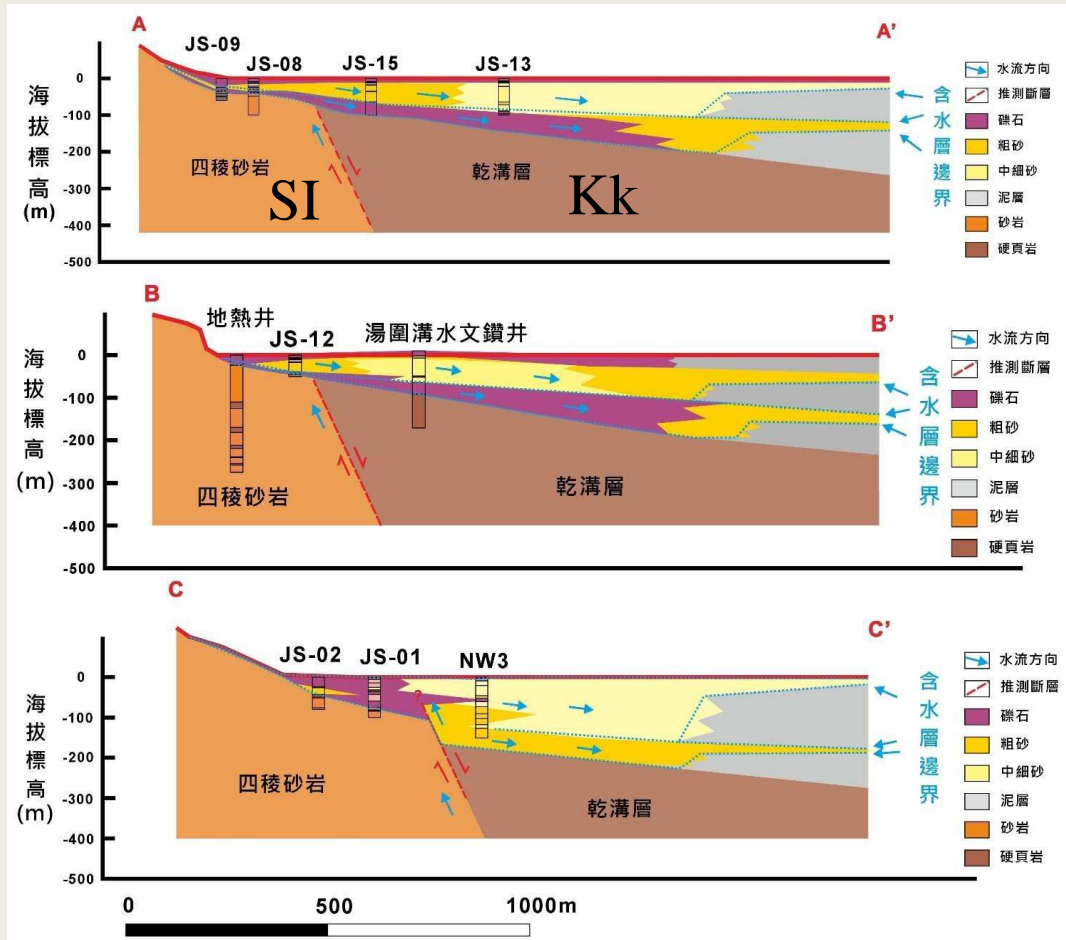 A
A'
JS-09
JS-08
JS-15
JS-13
海拔標高(m)
0
-100
-200
-300
-400
-500
四稜砂岩
SI
乾溝層
Kk
含水層邊界
水流方向
推測斷層
礫石
粗砂
中細砂
泥層
砂岩
硬頁岩
B
B'
地熱井
JS-12
湯圍溝水文鑽井
海拔標高(m)
0
-100
-200
-300
-400
-500
四稜砂岩
乾溝層
含水層邊界
水流方向
推測斷層
礫石
粗砂
中細砂
泥層
砂岩
硬頁岩
C
C'
JS-02
JS-01
NW3
海拔標高(m)
0
-100
-200
-300
-400
-500
?
四稜砂岩
乾溝層
含水層邊界
水流方向
推測斷層
礫石
粗砂
中細砂
泥層
砂岩
硬頁岩
0
500
1000m